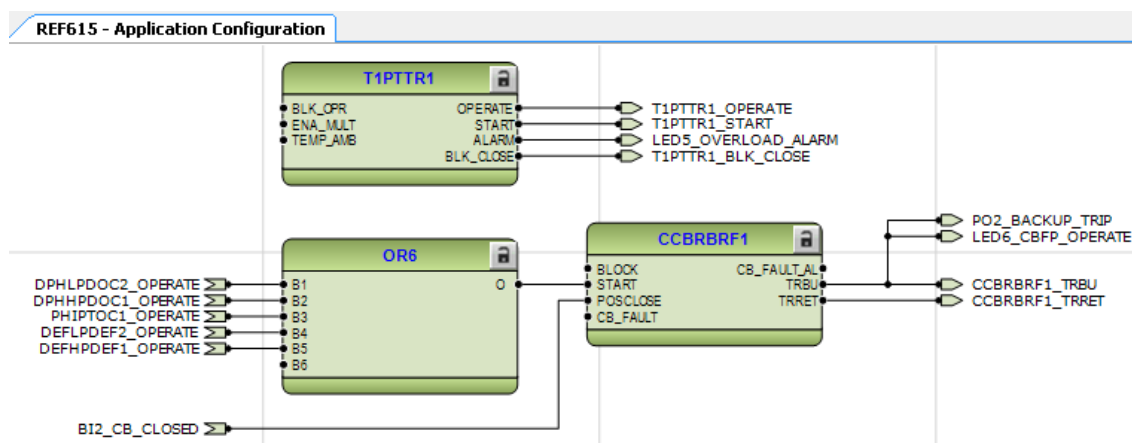 REF615 - Application Configuration
T1PTTR1
BLK_OPR
ENA_MULT
TEMP_AMB
OPERATE
START
ALARM
BLK_CLOSE
T1PTTR1_OPERATE
T1PTTR1_START
LED5_OVERLOAD_ALARM
T1PTTR1_BLK_CLOSE
OR6
DPHLPDOC2_OPERATE
DPHHPDOC1_OPERATE
PHIPTOC1_OPERATE
DEFLPDEF2_OPERATE
DEFHPDEF1_OPERATE
B1
B2
B3
B4
B5
B6
O
BI2_CB_CLOSED
CCBRBRF1
BLOCK
START
POSCLOSE
CB_FAULT
CB_FAULT_AL
TRBU
TRRET
PO2_BACKUP_TRIP
LED6_CBFP_OPERATE
CCBRBRF1_TRBU
CCBRBRF1_TRRET